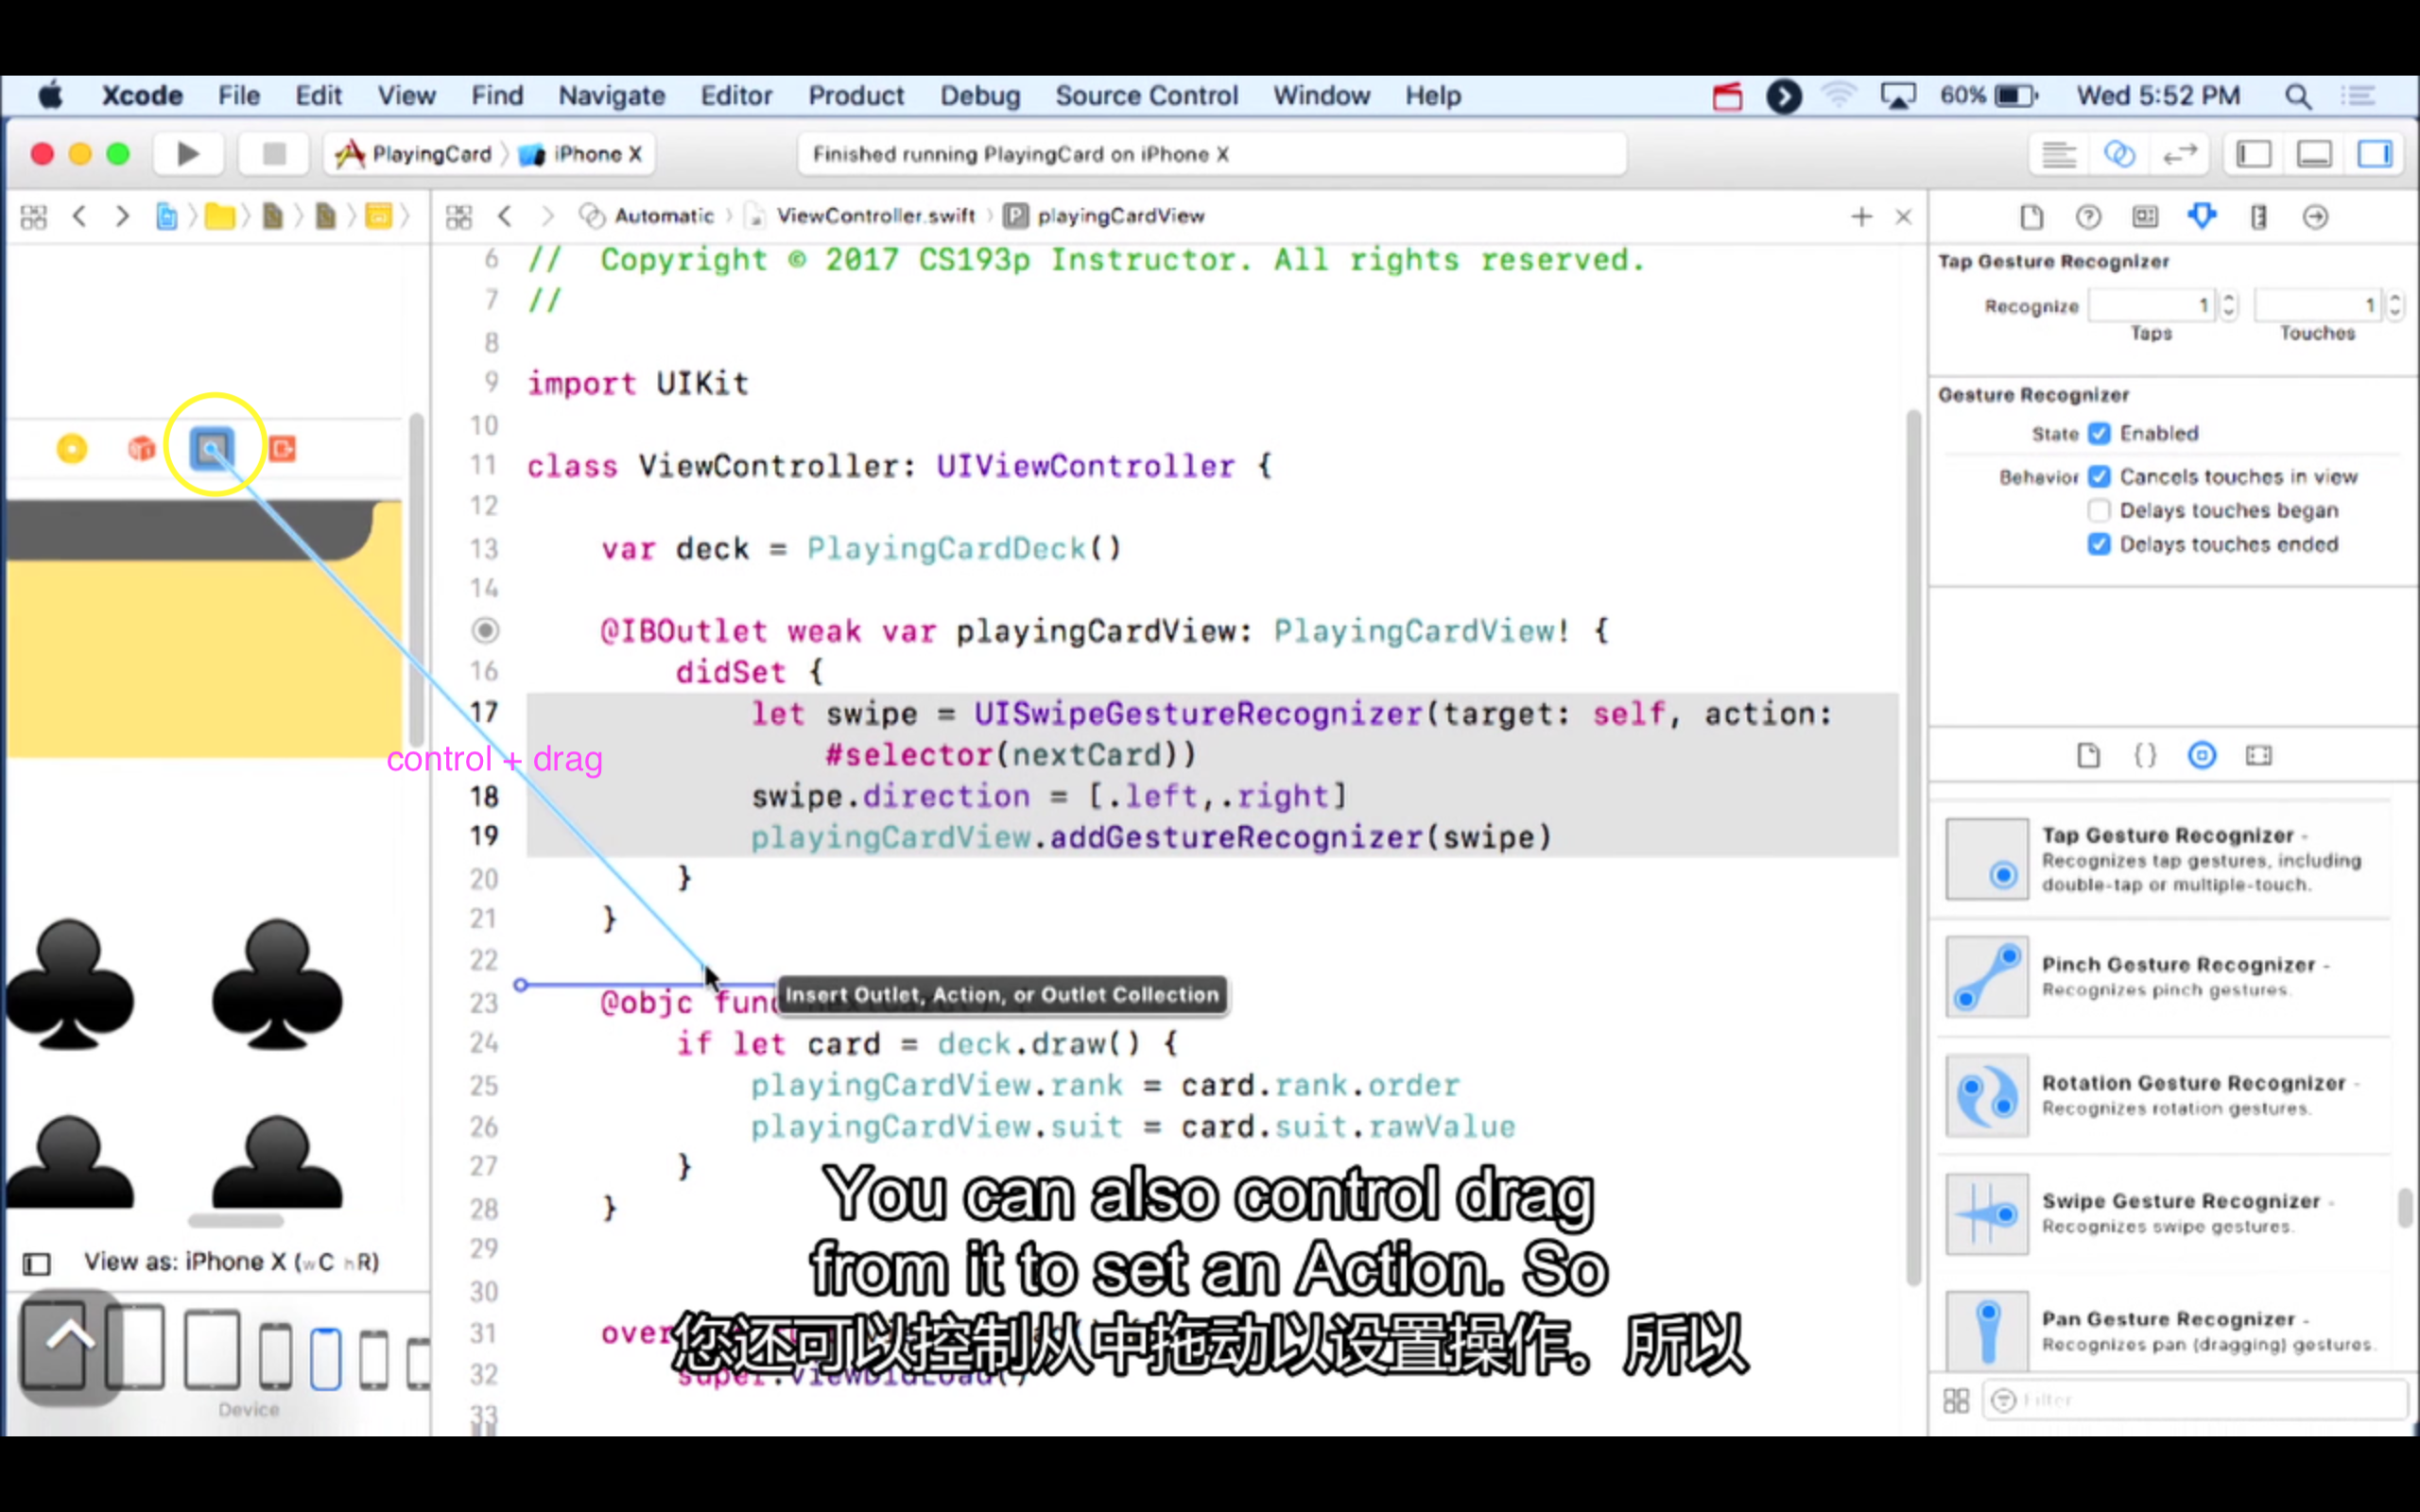 Xcode File Edit View Find Navigate Editor Product Debug Source Control Window Help 60% Wed 5:52 PM
PlayingCard iPhone X Finished running PlayingCard on iPhone X
Automatic ViewController.swift P playingCardView
6 // Copyright © 2017 CS193p Instructor. All rights reserved.
7 //
8
9 import UIKit
10
11 class ViewController: UIViewController {
12
13 var deck = PlayingCardDeck()
14
@IBOutlet weak var playingCardView: PlayingCardView! {
16 didSet {
17 let swipe = UISwipeGestureRecognizer(target: self, action:
#selector(nextCard))
18 swipe.direction = [.left,.right]
19 playingCardView.addGestureRecognizer(swipe)
20 }
21 }
22
23 @objc func
24 if let card = deck.draw() {
25 playingCardView.rank = card.rank.order
26 playingCardView.suit = card.suit.rawValue
27 }
28 }
29
30
31 over
32 super.viewDidLoad()
33
control + drag
Insert Outlet, Action, or Outlet Collection
You can also control drag
from it to set an Action. So
您还可以控制从中拖动以设置操作。所以
View as: iPhone X (wC hR)
Device
Tap Gesture Recognizer
Recognize 1 1
Taps Touches
Gesture Recognizer
State Enabled
Behavior Cancels touches in view
Delays touches began
Delays touches ended
{}
Tap Gesture Recognizer -
Recognizes tap gestures, including
double-tap or multiple-touch.
Pinch Gesture Recognizer -
Recognizes pinch gestures.
Rotation Gesture Recognizer -
Recognizes rotation gestures.
Swipe Gesture Recognizer -
Recognizes swipe gestures.
Pan Gesture Recognizer -
Recognizes pan (dragging) gestures.
Filter